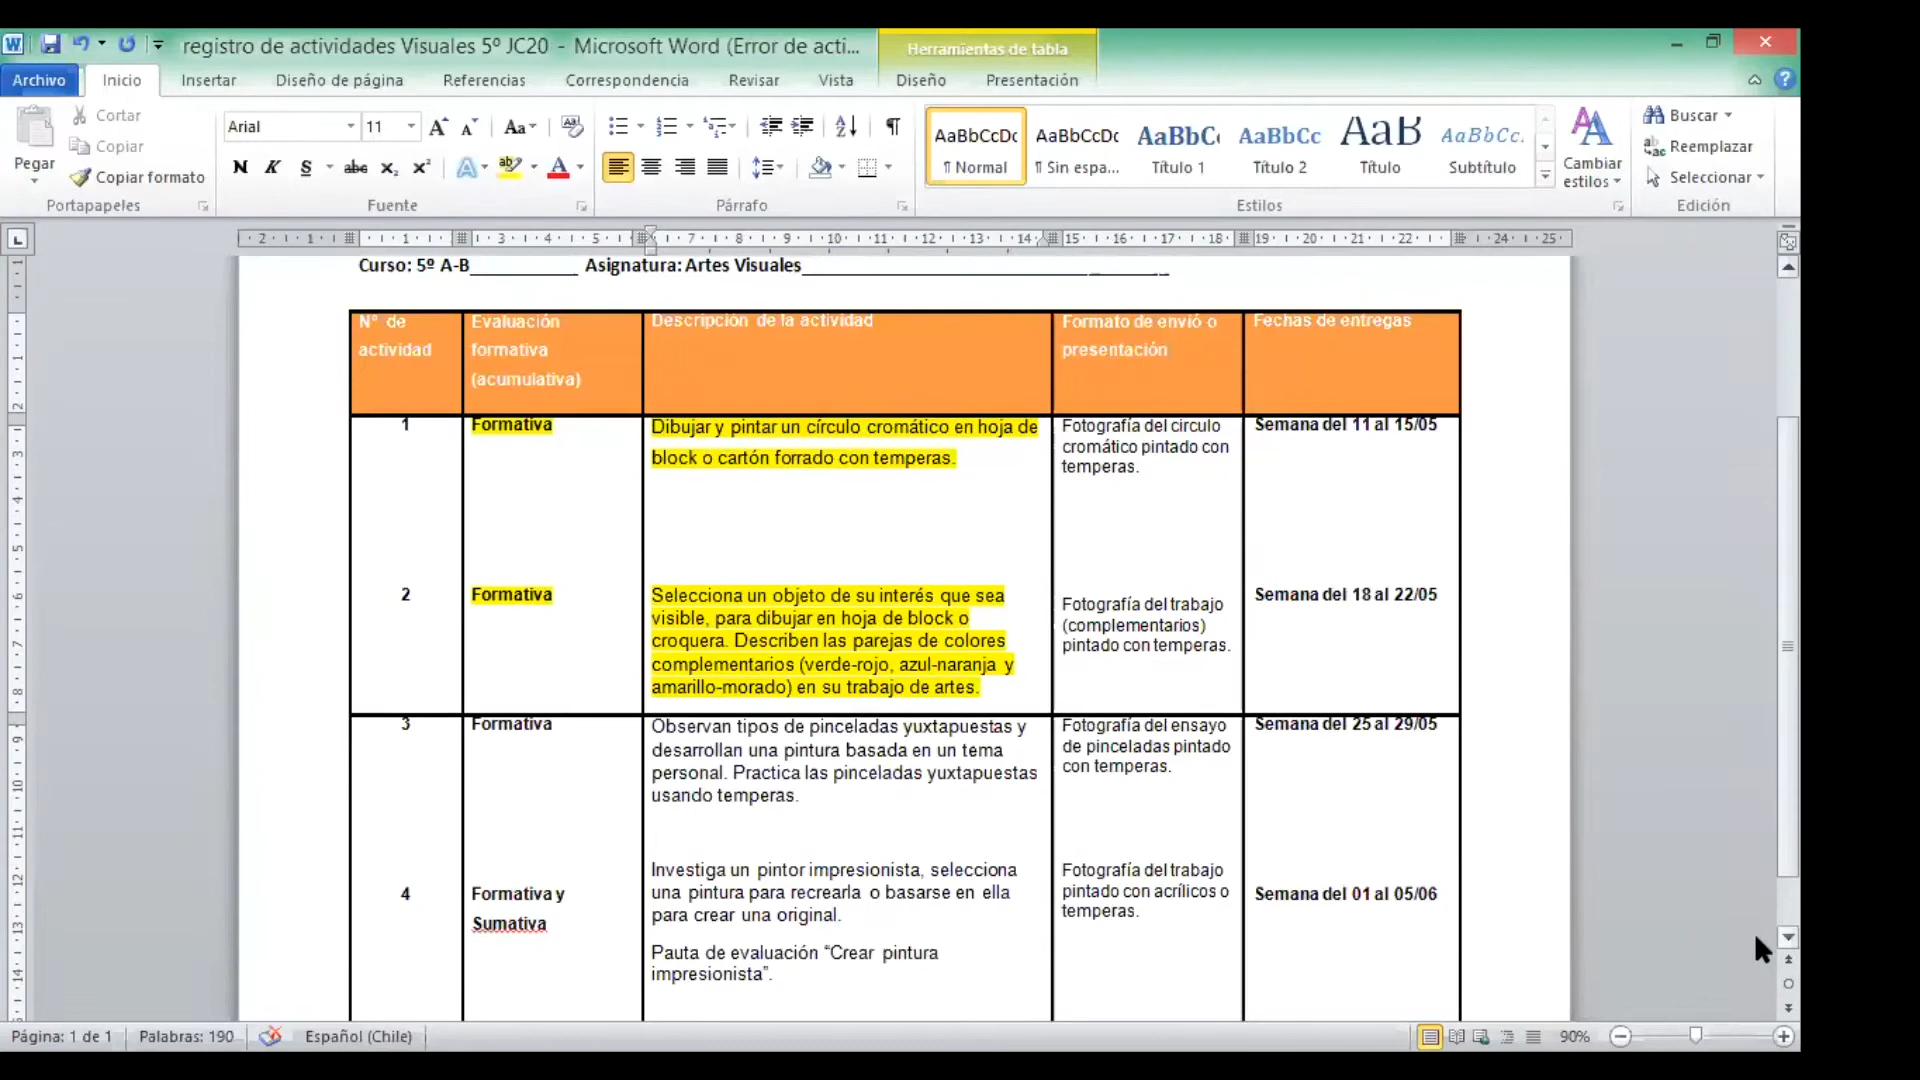 registro de actividades Visuales 5º JC20 - Microsoft Word (Error de acti...
Herramientas de tabla
Archivo Inicio Insertar Diseño de página Referencias Correspondencia Revisar Vista Diseño Presentación
Pegar
Cortar
Copiar
Copiar formato
Portapapeles
Arial 11
Fuente
Párrafo
AaBbCcDc AaBbCcDc AaBbC AaBbCc AaB AaBbCc.
¶ Normal ¶ Sin espa... Título 1 Título 2 Título Subtítulo
Cambiar
estilos
Estilos
Buscar
Reemplazar
Seleccionar
Edición
Curso: 5º A-B___________ Asignatura: Artes Visuales___________
N° de
actividad
Evaluación
formativa
(acumulativa)
Descripción de la actividad
Formato de envió o
presentación
Fechas de entregas
1
Formativa
Dibujar y pintar un círculo cromático en hoja de
block o cartón forrado con temperas.
Fotografía del circulo
cromático pintado con
temperas.
Semana del 11 al 15/05
2
Formativa
Selecciona un objeto de su interés que sea
visible, para dibujar en hoja de block o
croquera. Describen las parejas de colores
complementarios (verde-rojo, azul-naranja y
amarillo-morado) en su trabajo de artes.
Fotografía del trabajo
(complementarios)
pintado con temperas.
Semana del 18 al 22/05
3
Formativa
Observan tipos de pinceladas yuxtapuestas y
desarrollan una pintura basada en un tema
personal. Practica las pinceladas yuxtapuestas
usando temperas.
Fotografía del ensayo
de pinceladas pintado
con temperas.
Semana del 25 al 29/05
4
Formativa y
Sumativa
Investiga un pintor impresionista, selecciona
una pintura para recrearla o basarse en ella
para crear una original.
Pauta de evaluación “Crear pintura
impresionista”.
Fotografía del trabajo
pintado con acrílicos o
temperas.
Semana del 01 al 05/06
Página: 1 de 1 Palabras: 190 Español (Chile) 90%